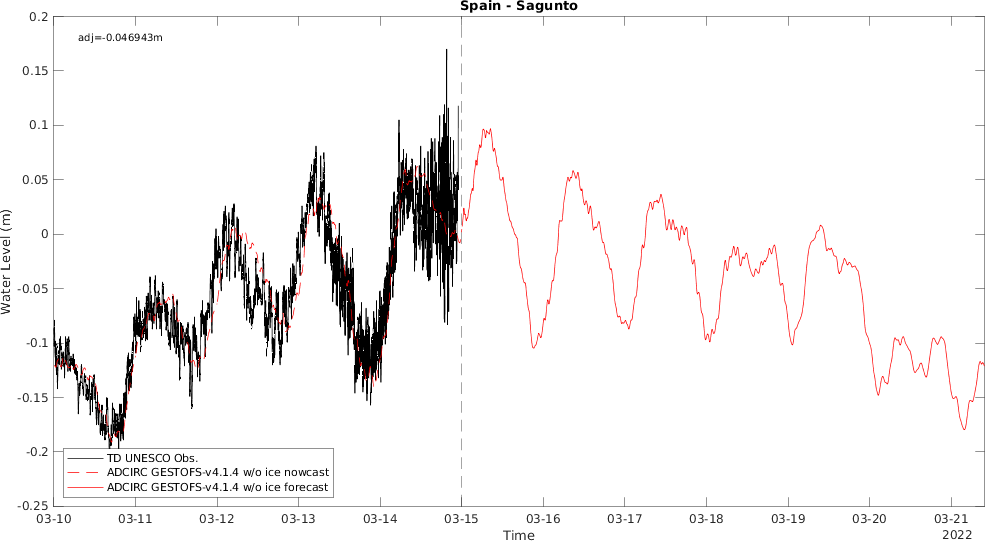 Spain - Sagunto
adj=-0.046943m
0.2
0.15
0.1
0.05
0
-0.05
-0.1
-0.15
-0.2
-0.25
Water Level (m)
TD UNESCO Obs.
ADCIRC GESTOFS-v4.1.4 w/o ice nowcast
ADCIRC GESTOFS-v4.1.4 w/o ice forecast
03-10 03-11 03-12 03-13 03-14 03-15 03-16 03-17 03-18 03-19 03-20 03-21
Time
2022